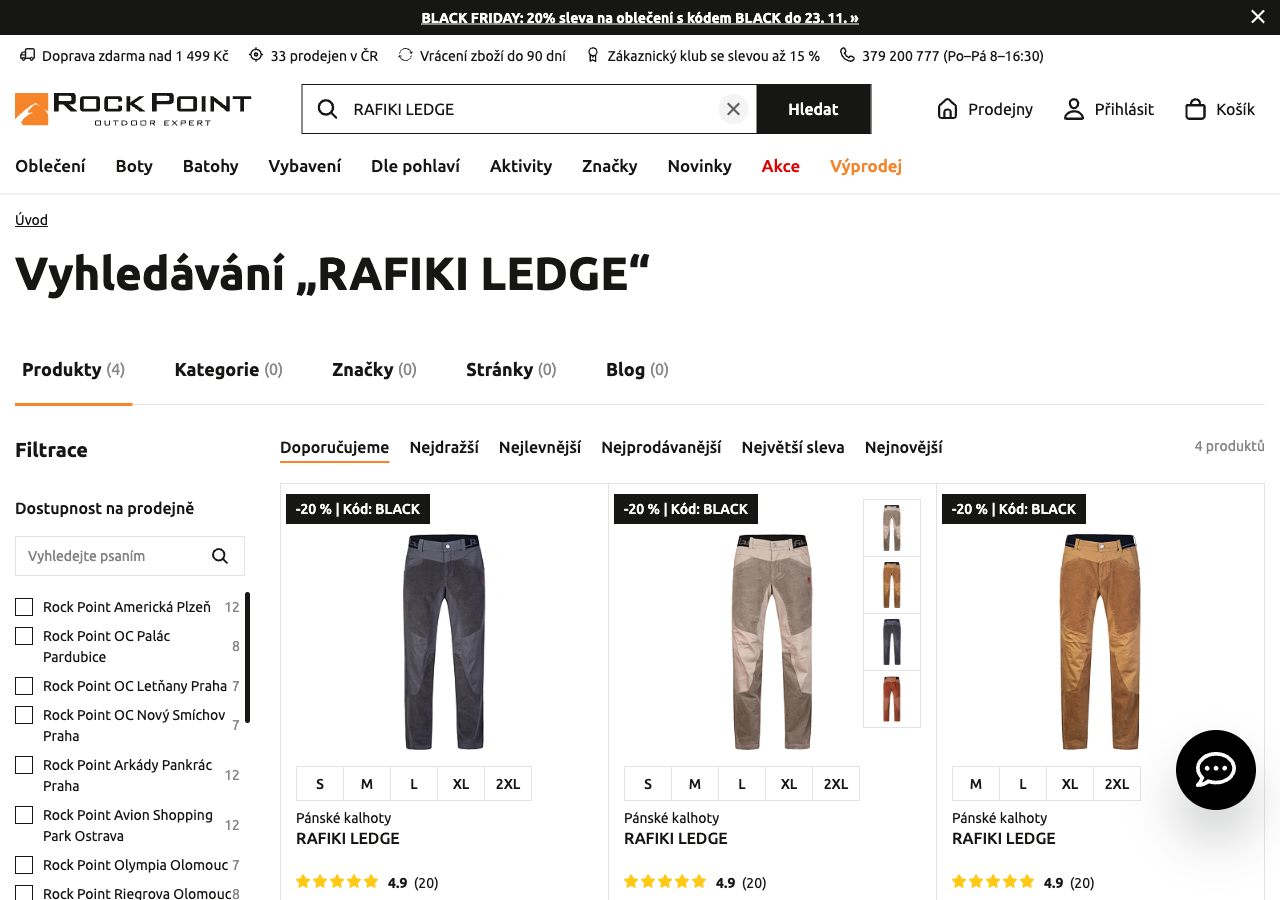 BLACK FRIDAY: 20% sleva na oblečení s kódem BLACK do 23. 11. »
Doprava zdarma nad 1 499 Kč
33 prodejen v ČR
Vrácení zboží do 90 dní
Zákaznický klub se slevou až 15 %
379 200 777 (Po–Pá 8–16:30)
ROCK POINT
OUTDOOR EXPERT
RAFIKI LEDGE
Hledat
Prodejny
Přihlásit
Košík
Oblečení
Boty
Batohy
Vybavení
Dle pohlaví
Aktivity
Značky
Novinky
Akce
Výprodej
Úvod
Vyhledávání „RAFIKI LEDGE“
Produkty (4)
Kategorie (0)
Značky (0)
Stránky (0)
Blog (0)
Filtrace
Dostupnost na prodejně
Vyhledejte psaním
Rock Point Americká Plzeň 12
Rock Point OC Palác
Pardubice
8
Rock Point OC Letňany Praha 7
Rock Point OC Nový Smíchov
Praha
7
Rock Point Arkády Pankrác
Praha
12
Rock Point Avion Shopping
Park Ostrava
12
Rock Point Olympia Olomouc 7
Rock Point Riegrova Olomouc 8
Doporučujeme
Nejdražší
Nejlevnější
Nejprodávanější
Největší sleva
Nejnovější
4 produktů
-20 % | Kód: BLACK
S M L XL 2XL
Pánské kalhoty
RAFIKI LEDGE
4.9 (20)
-20 % | Kód: BLACK
S M L XL 2XL
Pánské kalhoty
RAFIKI LEDGE
4.9 (20)
-20 % | Kód: BLACK
M L XL 2XL
Pánské kalhoty
RAFIKI LEDGE
4.9 (20)